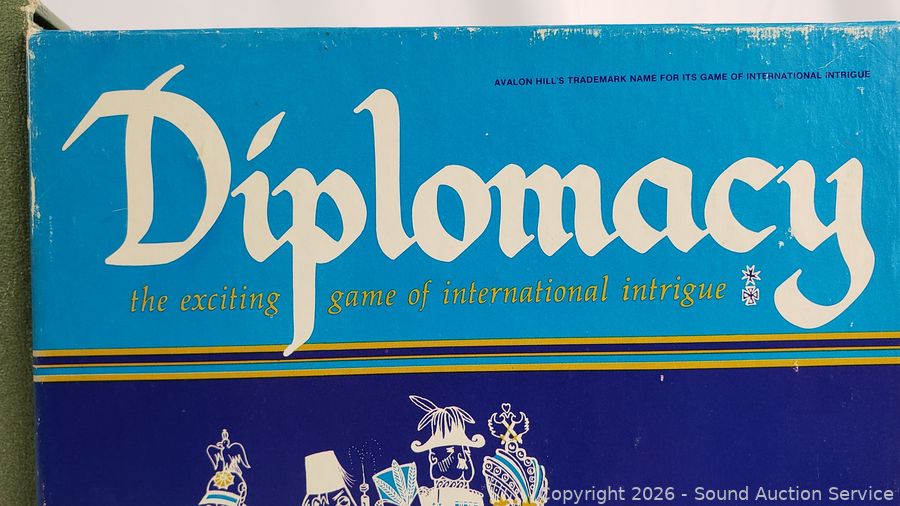 AVALON HILL'S TRADEMARK NAME FOR ITS GAME OF INTERNATIONAL INTRIGUE
Diplomacy
the exciting game of international intrigue
Copyright 2026 - Sound Auction Service